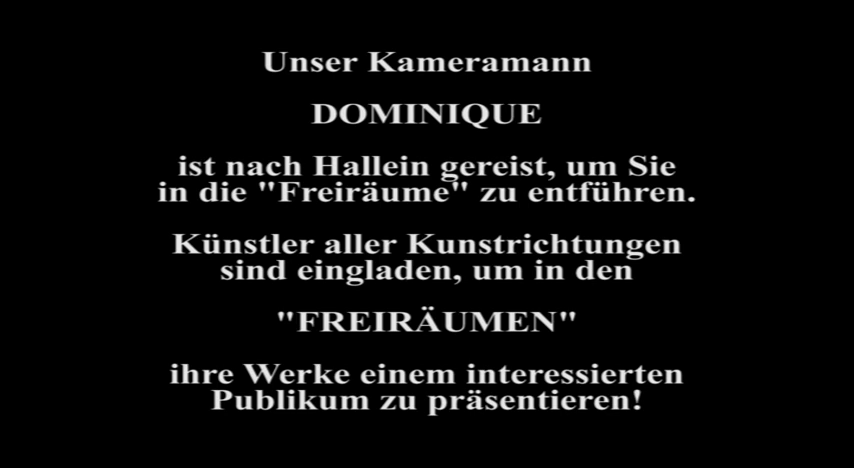 Unser Kameramann
DOMINIQUE
ist nach Hallein gereist, um Sie
in die "Freiräume" zu entführen.
Künstler aller Kunstrichtungen
sind eingladen, um in den
"FREIRÄUMEN"
ihre Werke einem interessierten
Publikum zu präsentieren!